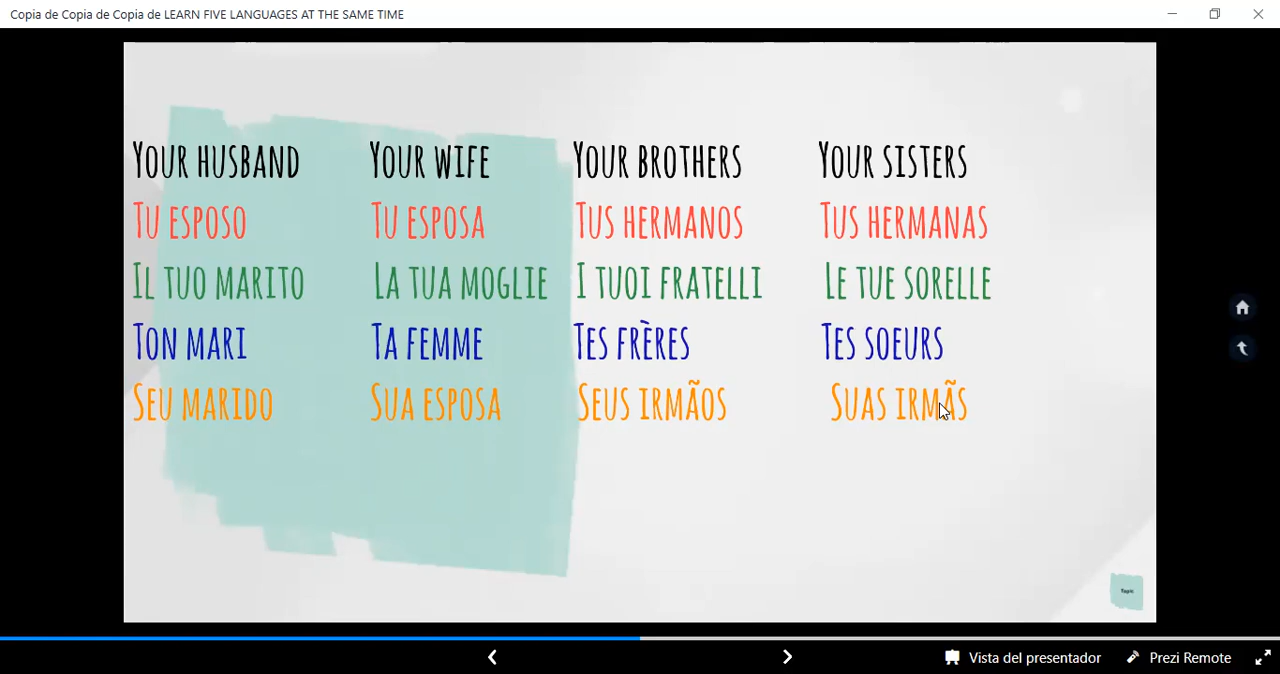 Copia de Copia de Copia de LEARN FIVE LANGUAGES AT THE SAME TIME
Your husband Your wife Your brothers Your sisters
Tu esposo Tu esposa Tus hermanos Tus hermanas
Il tuo marito La tua moglie I tuoi fratelli Le tue sorelle
Ton mari Ta femme Tes frères Tes soeurs
Seu marido Sua esposa Seus irmãos Suas irmãs
Topic
Vista del presentador Prezi Remote